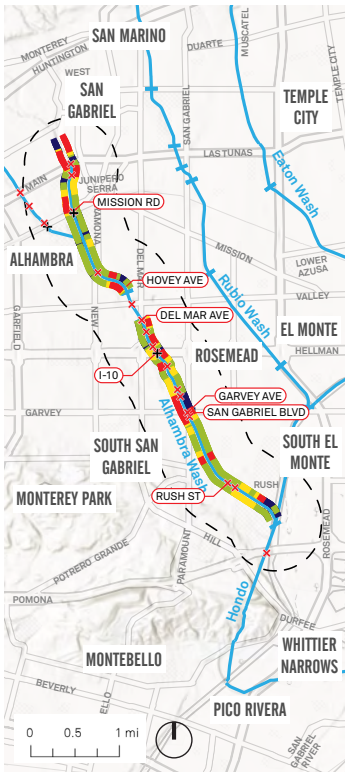 SAN MARINO
MONTEREY
HUNTINGTON
DUARTE
MUSCATEL
TEMPLE CITY
WEST
SAN
GABRIEL
SAN GABRIEL
TEMPLE
CITY
LAS TUNAS
Eaton Wash
MAIN
JUNIPERO
SERRA
MISSION RD
RAMONA
MISSION
ALHAMBRA
DEL MAR
LOWER
AZUSA
HOVEY AVE
Rubio Wash
VALLEY
GARFIELD
NEW
DEL MAR AVE
EL MONTE
ROSEMEAD
HELLMAN
I-10
GARVEY
GARVEY AVE
SAN GABRIEL BLVD
Alhambra Wash
SOUTH SAN
GABRIEL
SOUTH EL
MONTE
MONTEREY PARK
RUSH ST
RUSH
ROSEMEAD
HILL
PARAMOUNT
POTRERO GRANDE
POMONA
Hondo
DURFEE
MONTEBELLO
WHITTIER
NARROWS
BEVERLY
ELLO
PICO RIVERA
SAN
GABRIEL
RIVER
0 0.5 1 mi